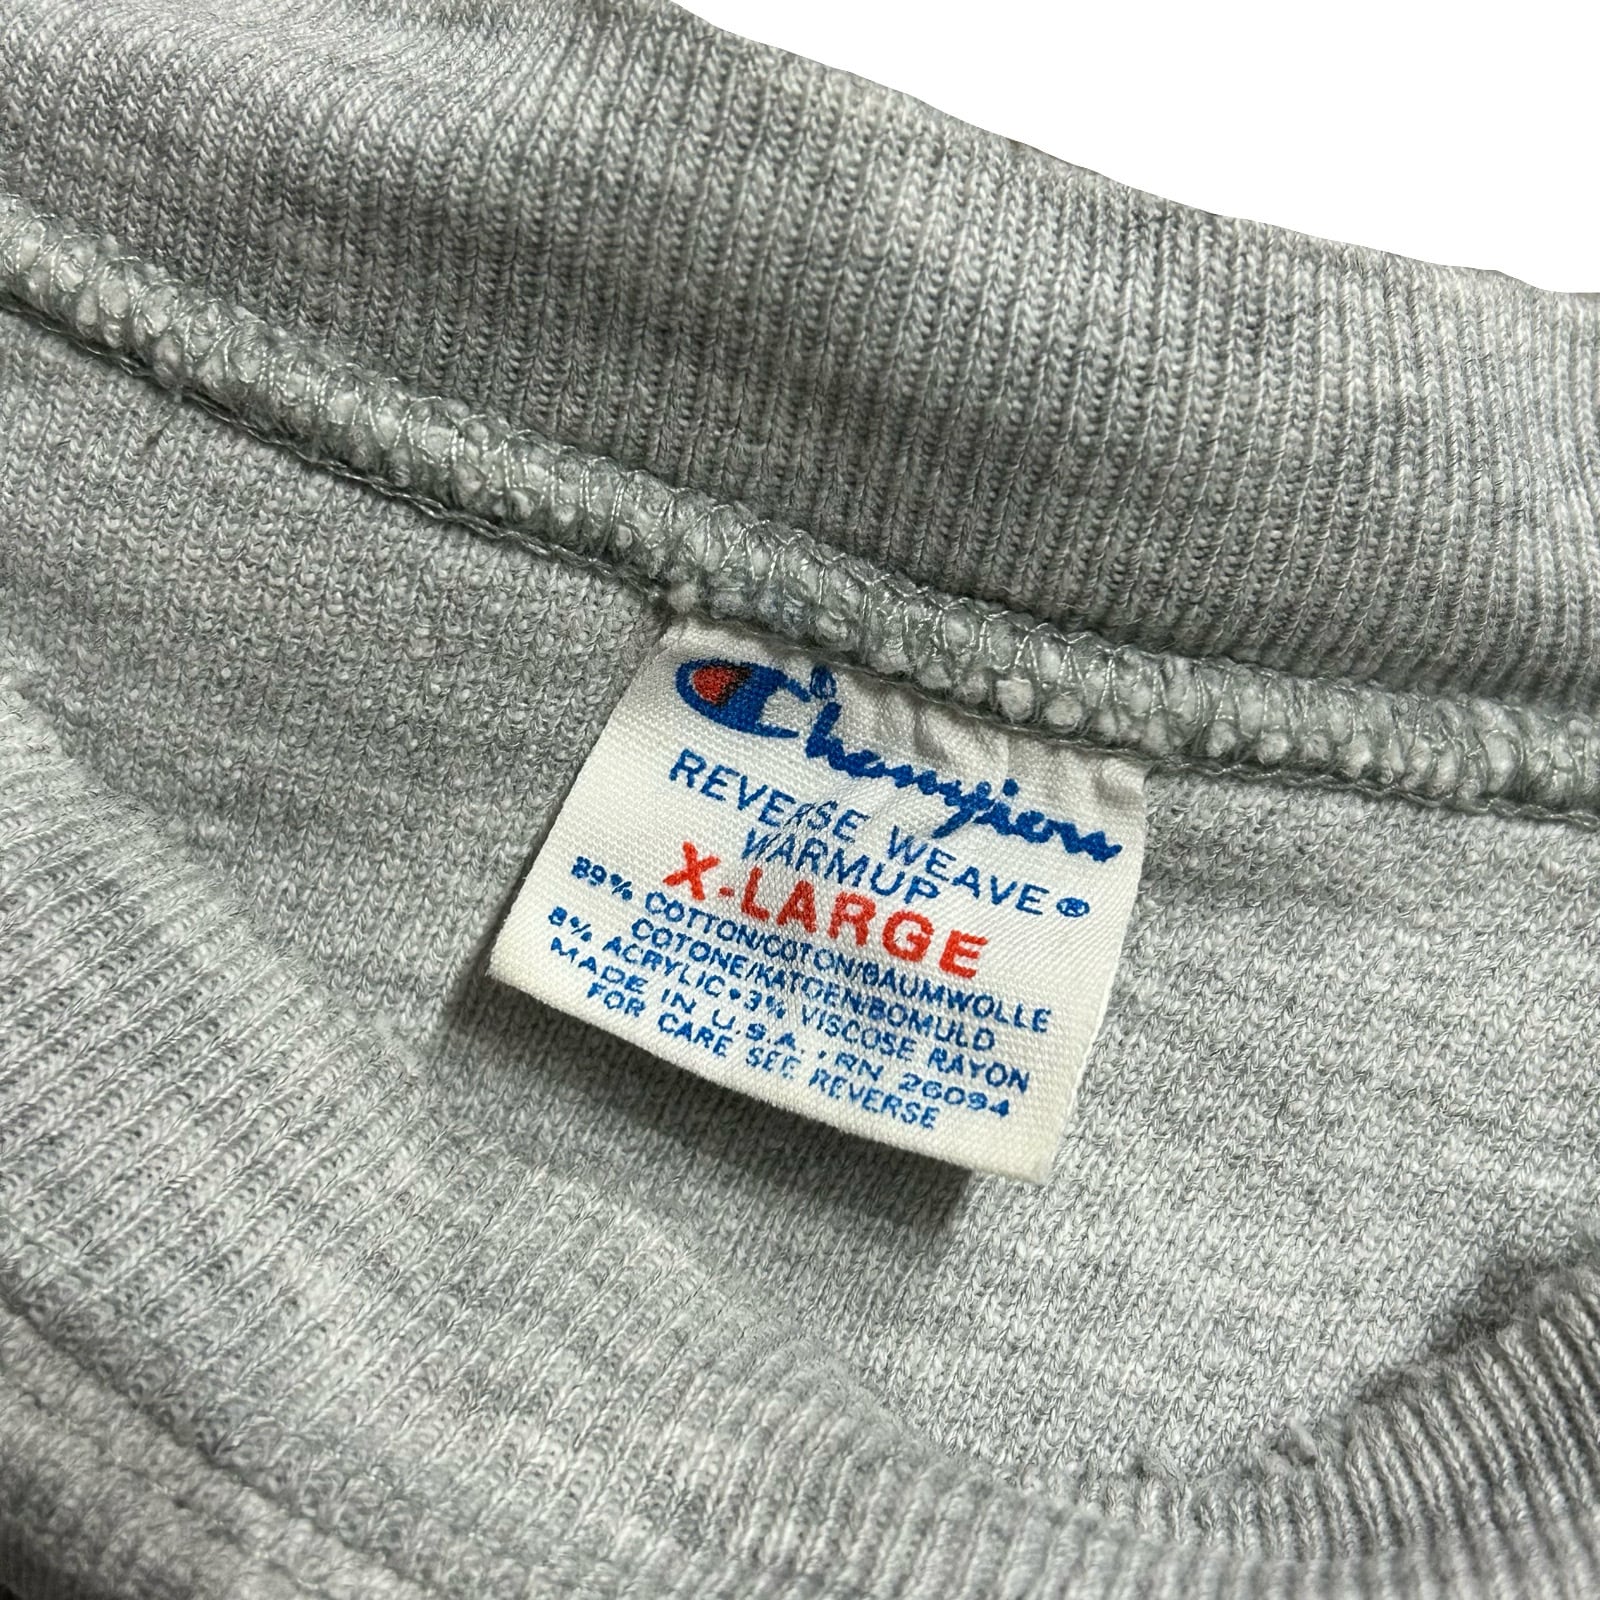 Champion
REVERSE WEAVE®
WARMUP
X-LARGE
89% COTTON/COTON/BAUMWOLLE
COTONE/KATOEN/BOMULD
8% ACRYLIC•3% VISCOSE RAYON
MADE IN U.S.A. • RN 26094
FOR CARE SEE REVERSE